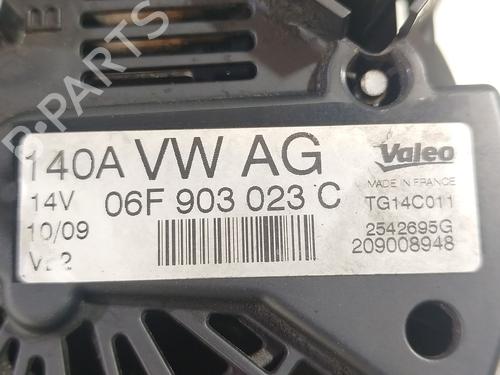 B
B-PARTS
140A VW AG
Valeo
MADE IN FRANCE
14V 06F 903 023 C
TG14C011
10/09
2542695G
209008948